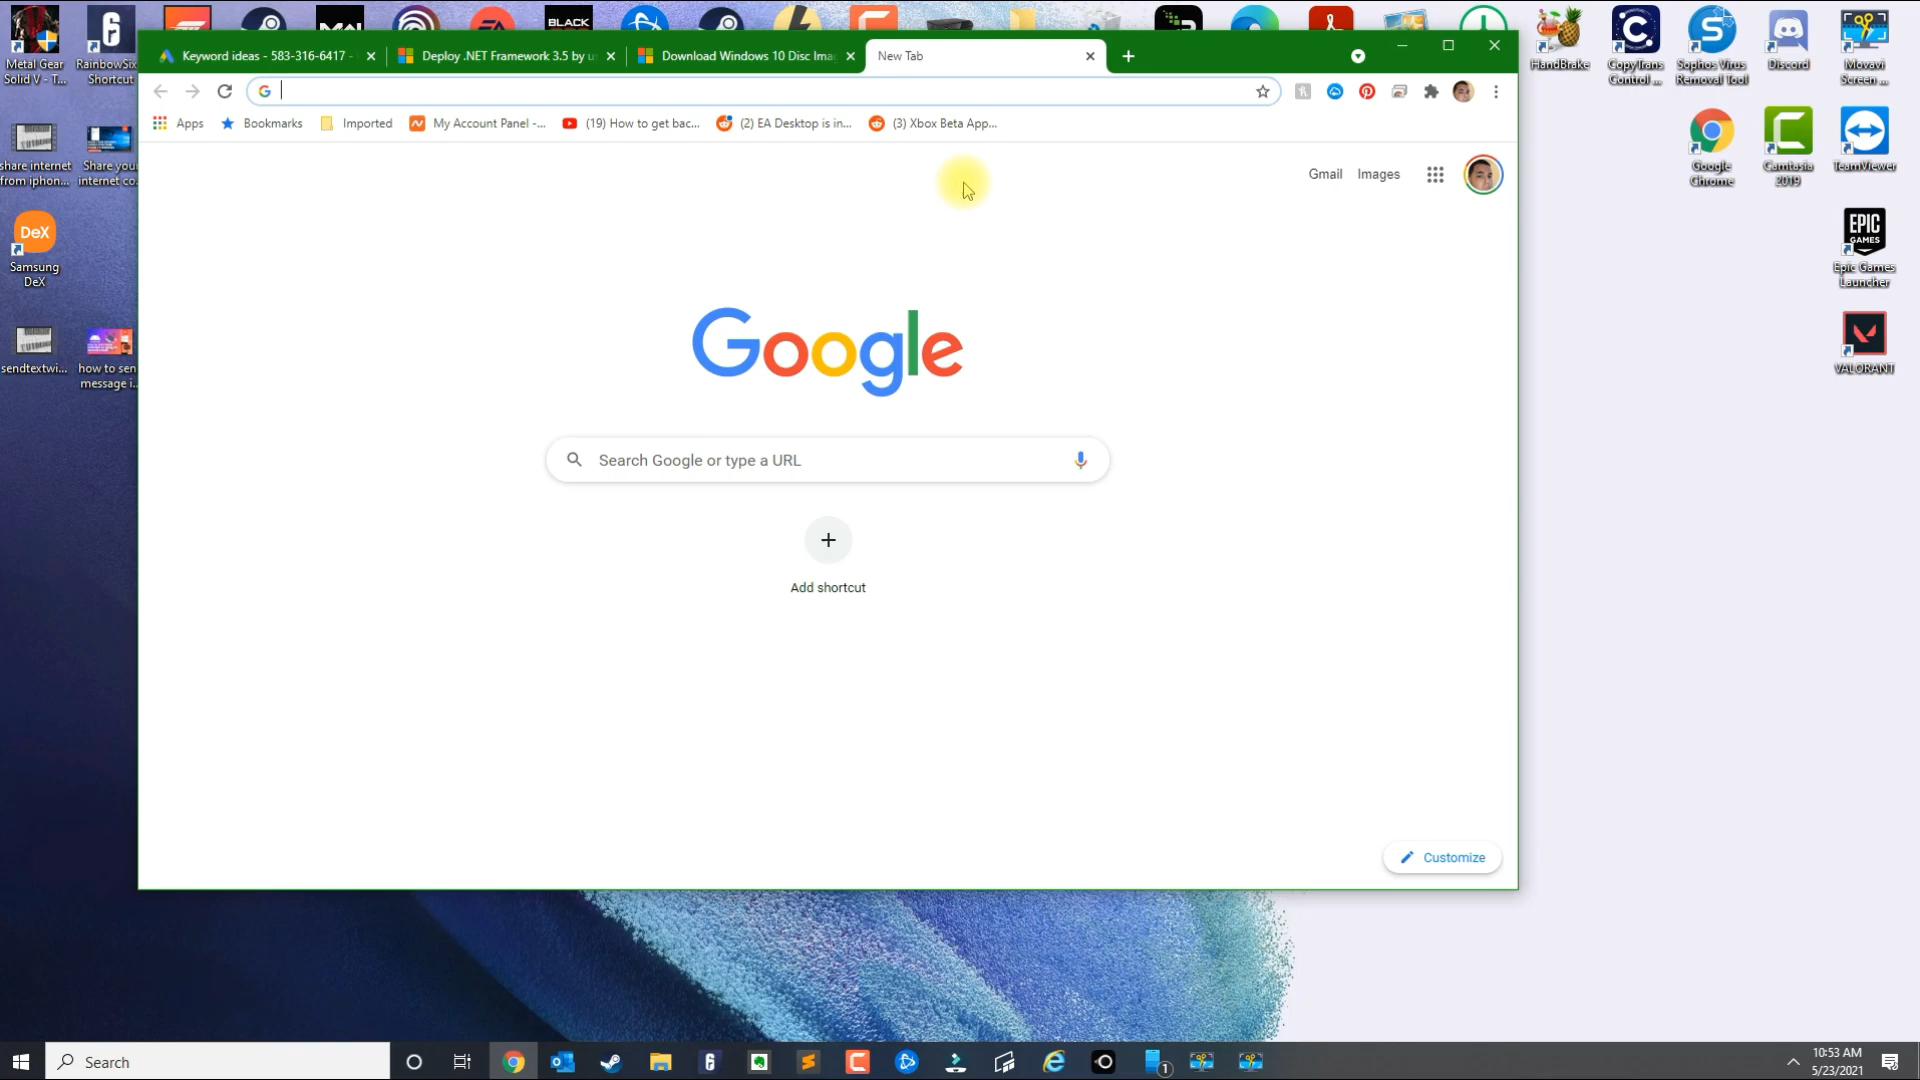 BLACK
Metal Gear
Solid V - T...
RainbowSix
Shortcut
HandBrake
CopyTrans
Control ...
Sophos Virus
Removal Tool
Discord
Movavi
Screen ...
Keyword ideas - 583-316-6417 -
Deploy .NET Framework 3.5 by u
Download Windows 10 Disc Ima
New Tab
Apps
Bookmarks
Imported
My Account Panel -...
(19) How to get bac...
(2) EA Desktop is in...
(3) Xbox Beta App...
share internet
from iphon...
Share you
internet co.
Google
Chrome
Camtasia
2019
TeamViewer
Gmail
Images
DeX
Samsung
DeX
EPIC
GAMES
Epic Games
Launcher
Google
sendtextwi...
how to sen
message i..
VALORANT
Search Google or type a URL
Add shortcut
Customize
Search
1
10:53 AM
5/23/2021